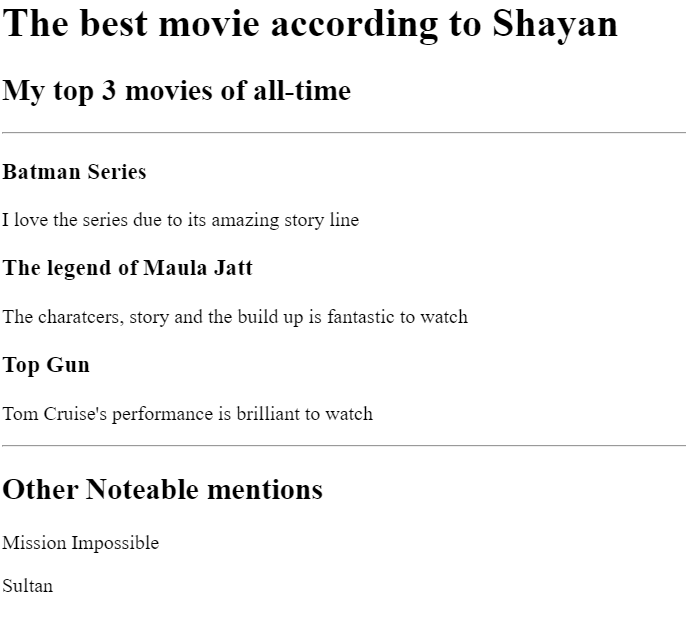 The best movie according to Shayan
My top 3 movies of all-time
Batman Series
I love the series due to its amazing story line
The legend of Maula Jatt
The charatcers, story and the build up is fantastic to watch
Top Gun
Tom Cruise's performance is brilliant to watch
Other Noteable mentions
Mission Impossible
Sultan